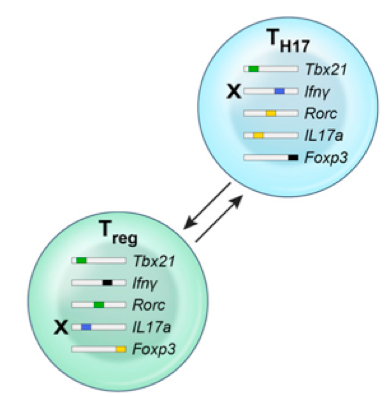 TH17
Tbx21
X Ifnγ
Rorc
IL17a
Foxp3
Treg
Tbx21
Ifnγ
Rorc
X IL17a
Foxp3